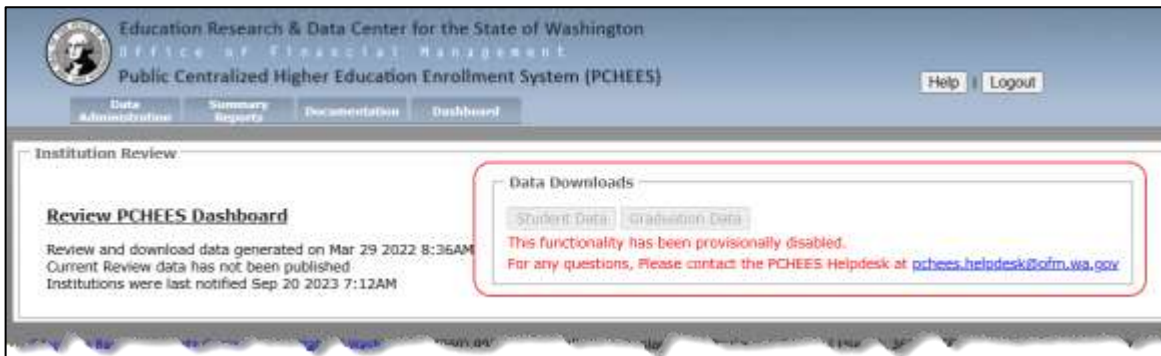 Education Research & Data Center for the State of Washington
Office of Financial Management
Public Centralized Higher Education Enrollment System (PCHEES)
Help | Logout
Data Administration
Summary Reports
Documentation
Dashboard
Institution Review
Review PCHEES Dashboard
Review and download data generated on Mar 29 2022 8:36AM
Current Review data has not been published
Institutions were last notified Sep 20 2023 7:12AM
Data Downloads
Student Data Graduation Data
This functionality has been provisionally disabled.
For any questions, Please contact the PCHEES Helpdesk at pchees.helpdesk@ofm.wa.gov